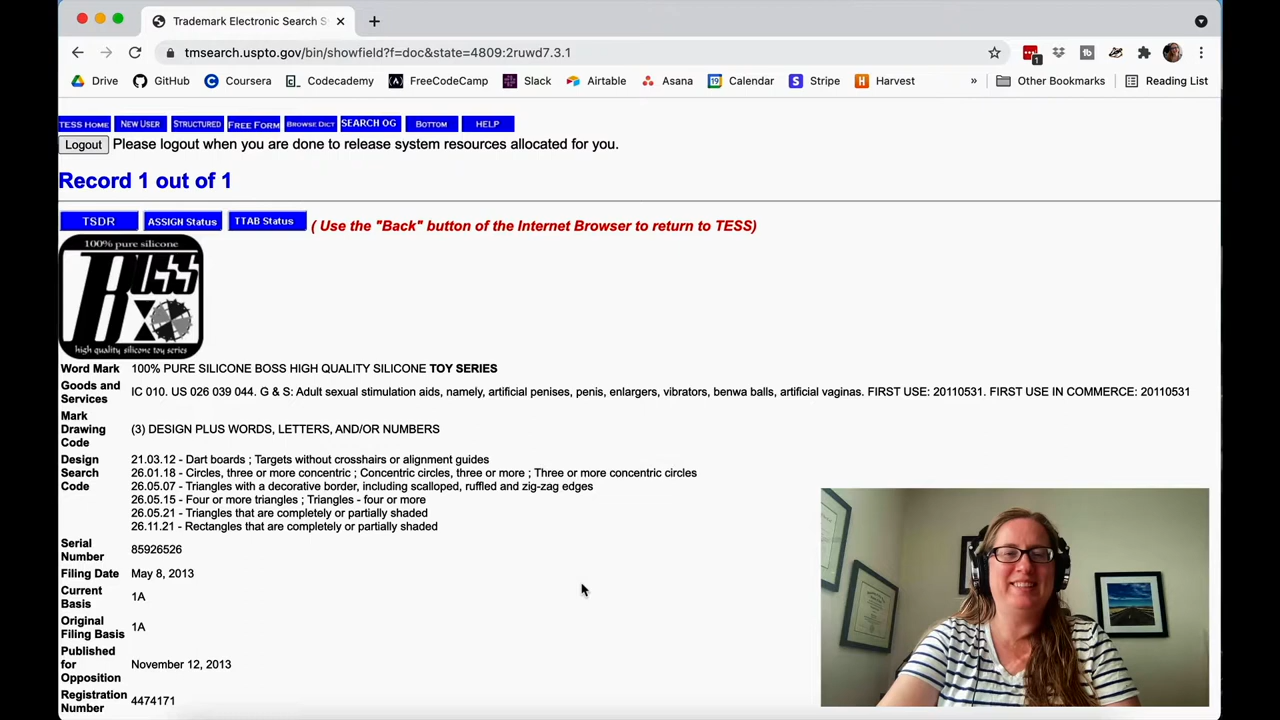 Trademark Electronic Search S
tmsearch.uspto.gov/bin/showfield?f=doc&state=4809:2ruwd7.3.1
Drive GitHub Coursera Codecademy FreeCodeCamp Slack Airtable Asana Calendar Stripe Harvest » Other Bookmarks Reading List
TESS HOME NEW USER STRUCTURED FREE FORM BROWSE DICT SEARCH OG BOTTOM HELP
Logout Please logout when you are done to release system resources allocated for you.
Record 1 out of 1
TSDR ASSIGN Status TTAB Status ( Use the "Back" button of the Internet Browser to return to TESS)
100% pure silicone
BOSS
high quality silicone toy series
Word Mark 100% PURE SILICONE BOSS HIGH QUALITY SILICONE TOY SERIES
Goods and
Services IC 010. US 026 039 044. G & S: Adult sexual stimulation aids, namely, artificial penises, penis, enlargers, vibrators, benwa balls, artificial vaginas. FIRST USE: 20110531. FIRST USE IN COMMERCE: 20110531
Mark
Drawing
Code (3) DESIGN PLUS WORDS, LETTERS, AND/OR NUMBERS
Design
Search
Code
21.03.12 - Dart boards ; Targets without crosshairs or alignment guides
26.01.18 - Circles, three or more concentric ; Concentric circles, three or more ; Three or more concentric circles
26.05.07 - Triangles with a decorative border, including scalloped, ruffled and zig-zag edges
26.05.15 - Four or more triangles ; Triangles - four or more
26.05.21 - Triangles that are completely or partially shaded
26.11.21 - Rectangles that are completely or partially shaded
Serial
Number 85926526
Filing Date May 8, 2013
Current
Basis 1A
Original
Filing Basis 1A
Published
for
Opposition November 12, 2013
Registration
Number 4474171